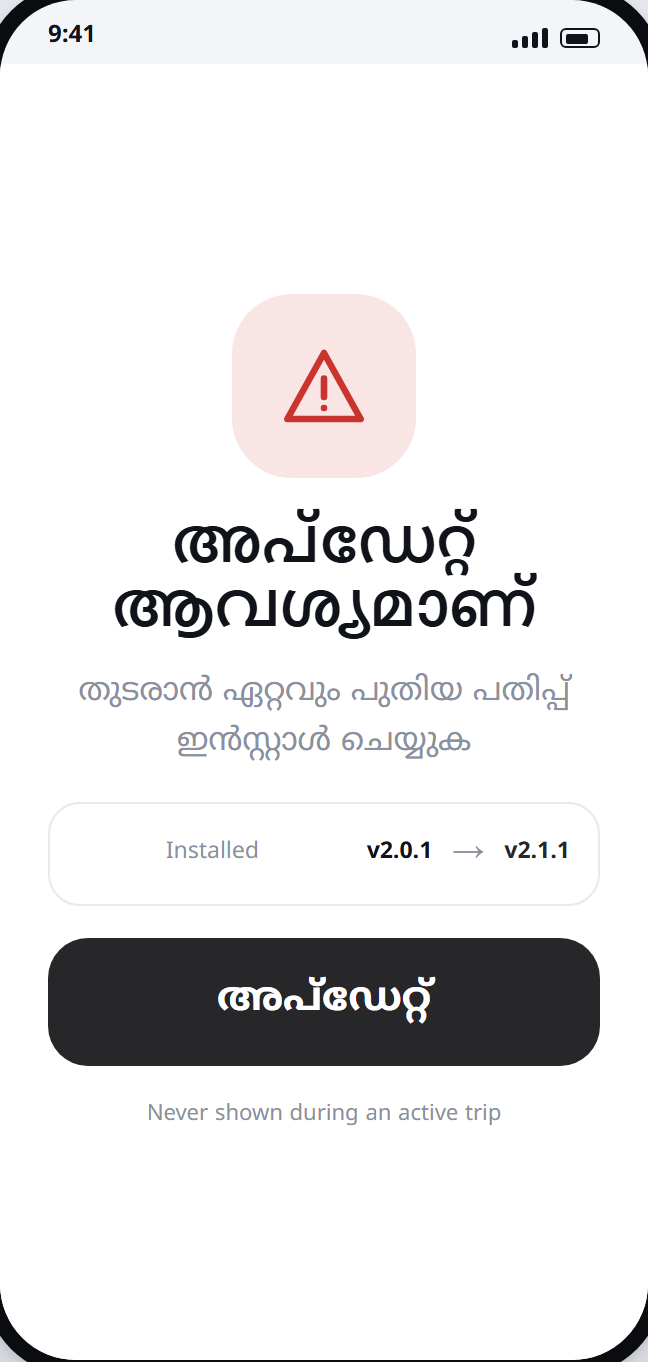 9:41
അപ്ഡേറ്റ്
ആവശ്യമാണ്
തുടരാൻ ഏറ്റവും പുതിയ പതിപ്പ്
ഇൻസ്റ്റാൾ ചെയ്യുക
Installed v2.0.1 → v2.1.1
അപ്ഡേറ്റ്
Never shown during an active trip